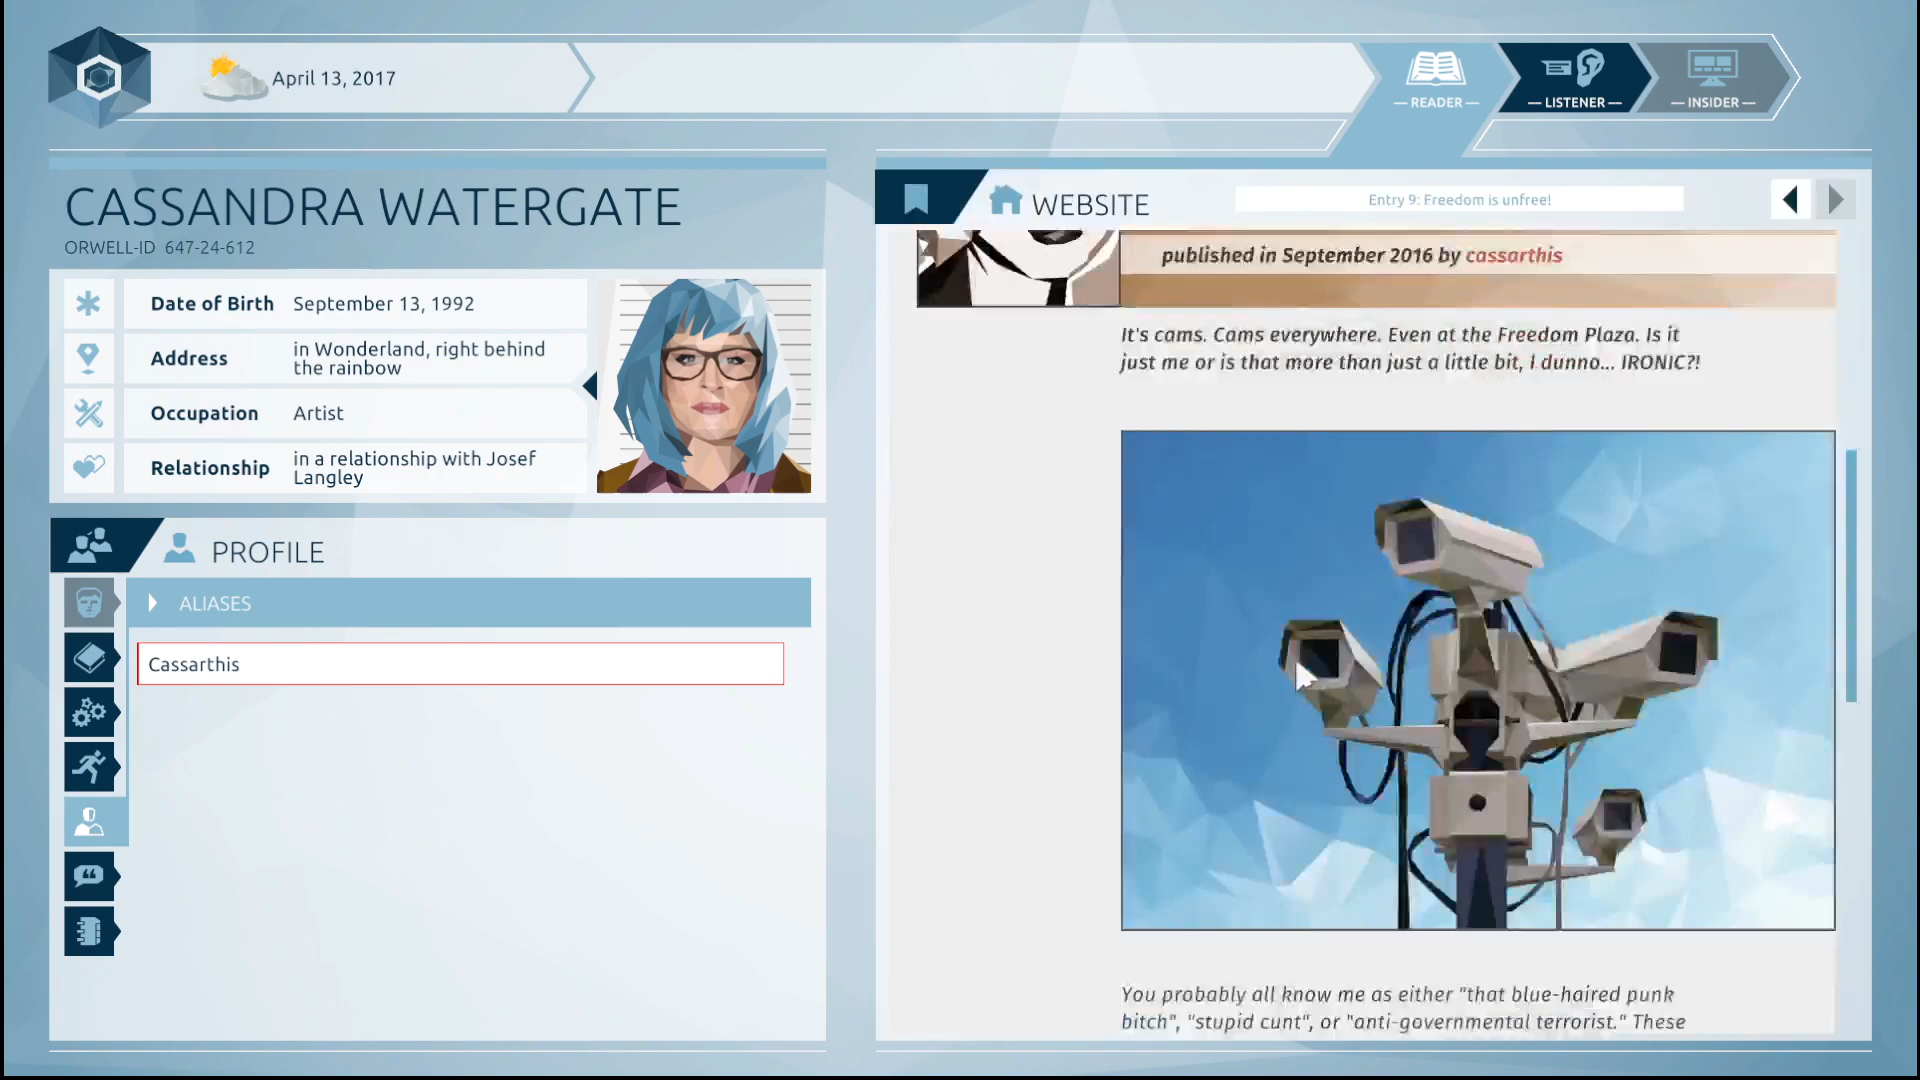 April 13, 2017
— READER —
— LISTENER —
— INSIDER —
CASSANDRA WATERGATE
ORWELL-ID 647-24-612
Date of Birth September 13, 1992
Address in Wonderland, right behind
the rainbow
Occupation Artist
Relationship in a relationship with Josef
Langley
PROFILE
ALIASES
Cassarthis
WEBSITE
Entry 9: Freedom is unfree!
published in September 2016 by cassarthis
It's cams. Cams everywhere. Even at the Freedom Plaza. Is it
just me or is that more than just a little bit, i dunno... IRONIC?!
You probably all know me as either "that blue-haired punk
bitch", "stupid cunt", or "anti-governmental terrorist." These